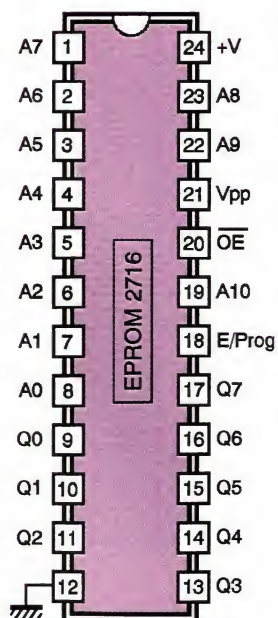 A7 1 24 +V
A6 2 23 A8
A5 3 22 A9
A4 4 21 Vpp
A3 5 20 O̅E̅
A2 6 19 A10
A1 7 18 E/Prog
A0 8 17 Q7
Q0 9 16 Q6
Q1 10 15 Q5
Q2 11 14 Q4
12 13 Q3
EPROM 2716